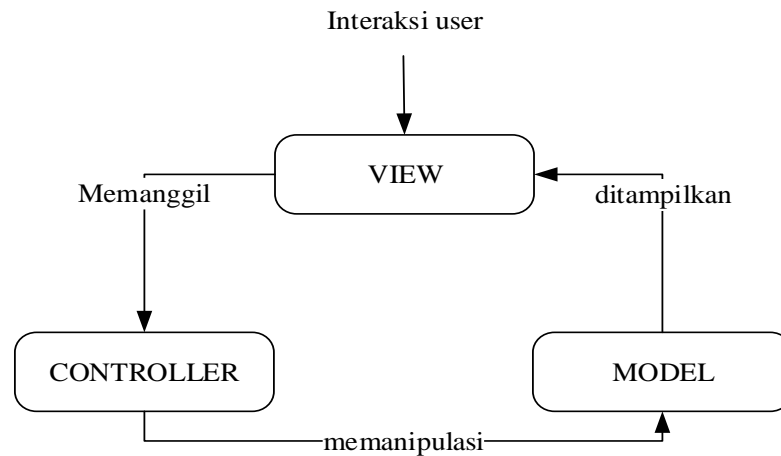 Interaksi user
VIEW
Memanggil
ditampilkan
CONTROLLER
MODEL
memanipulasi